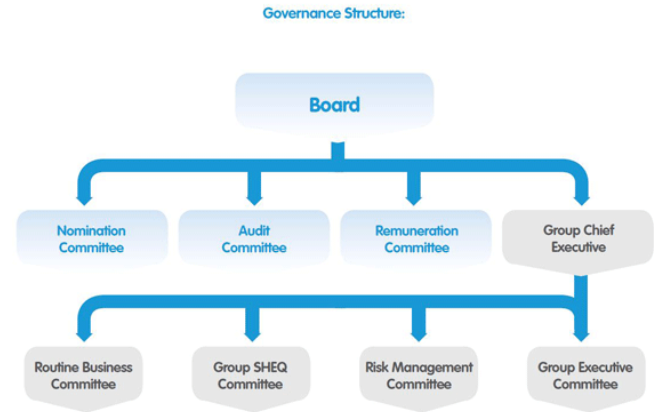 Governance Structure:
Board
Nomination
Committee
Audit
Committee
Remuneration
Committee
Group Chief
Executive
Routine Business
Committee
Group SHEQ
Committee
Risk Management
Committee
Group Executive
Committee